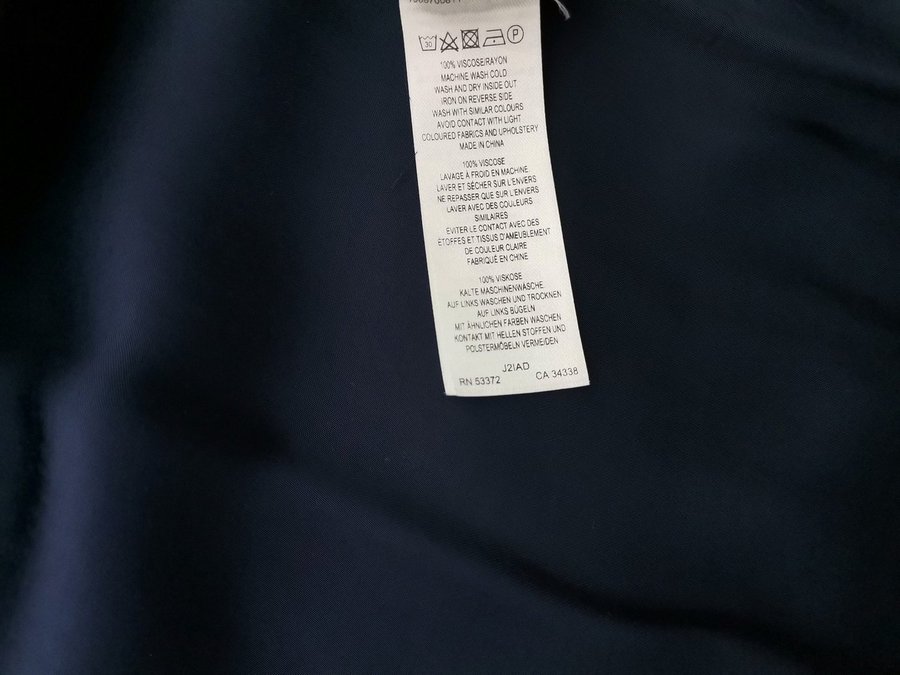 30 P
100% VISCOSE/RAYON
MACHINE WASH COLD
WASH AND DRY INSIDE OUT
IRON ON REVERSE SIDE
WASH WITH SIMILAR COLOURS
AVOID CONTACT WITH LIGHT
COLOURED FABRICS AND UPHOLSTERY
MADE IN CHINA
100% VISCOSE
LAVAGE À FROID EN MACHINE
LAVER ET SÉCHER SUR L'ENVERS
NE REPASSER QUE SUR L'ENVERS
LAVER AVEC DES COULEURS
SIMILAIRES
EVITER LE CONTACT AVEC DES
ÉTOFFES ET TISSUS D'AMEUBLEMENT
DE COULEUR CLAIRE
FABRIQUÉ EN CHINE
100% VISKOSE
KALTE MASCHINENWÄSCHE
AUF LINKS WASCHEN UND TROCKNEN
AUF LINKS BÜGELN
MIT ÄHNLICHEN FARBEN WASCHEN
KONTAKT MIT HELLEN STOFFEN UND
POLSTERMÖBELN VERMEIDEN
J2IAD
RN 53372 CA 34338